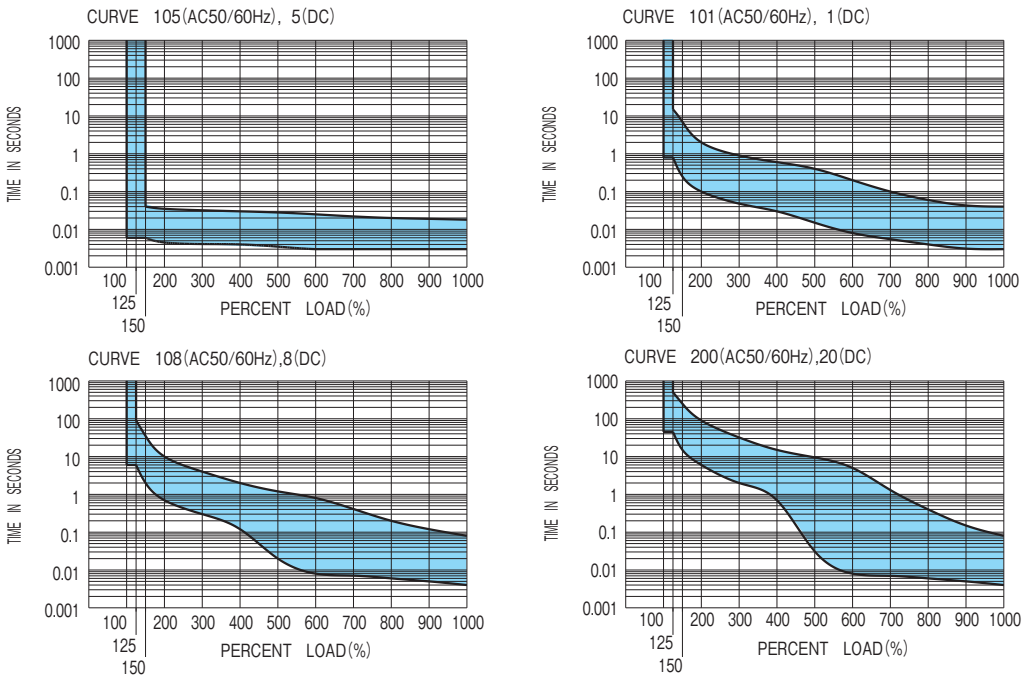 CURVE 105(AC50/60Hz), 5(DC)
TIME IN SECONDS
1000
100
10
1
0.1
0.01
0.001
100 200 300 400 500 600 700 800 900 1000
125
150
PERCENT LOAD(%)
CURVE 101(AC50/60Hz), 1(DC)
TIME IN SECONDS
1000
100
10
1
0.1
0.01
0.001
100 200 300 400 500 600 700 800 900 1000
125
150
PERCENT LOAD(%)
CURVE 108(AC50/60Hz),8(DC)
TIME IN SECONDS
1000
100
10
1
0.1
0.01
0.001
100 200 300 400 500 600 700 800 900 1000
125
150
PERCENT LOAD(%)
CURVE 200(AC50/60Hz),20(DC)
TIME IN SECONDS
1000
100
10
1
0.1
0.01
0.001
100 200 300 400 500 600 700 800 900 1000
125
150
PERCENT LOAD(%)